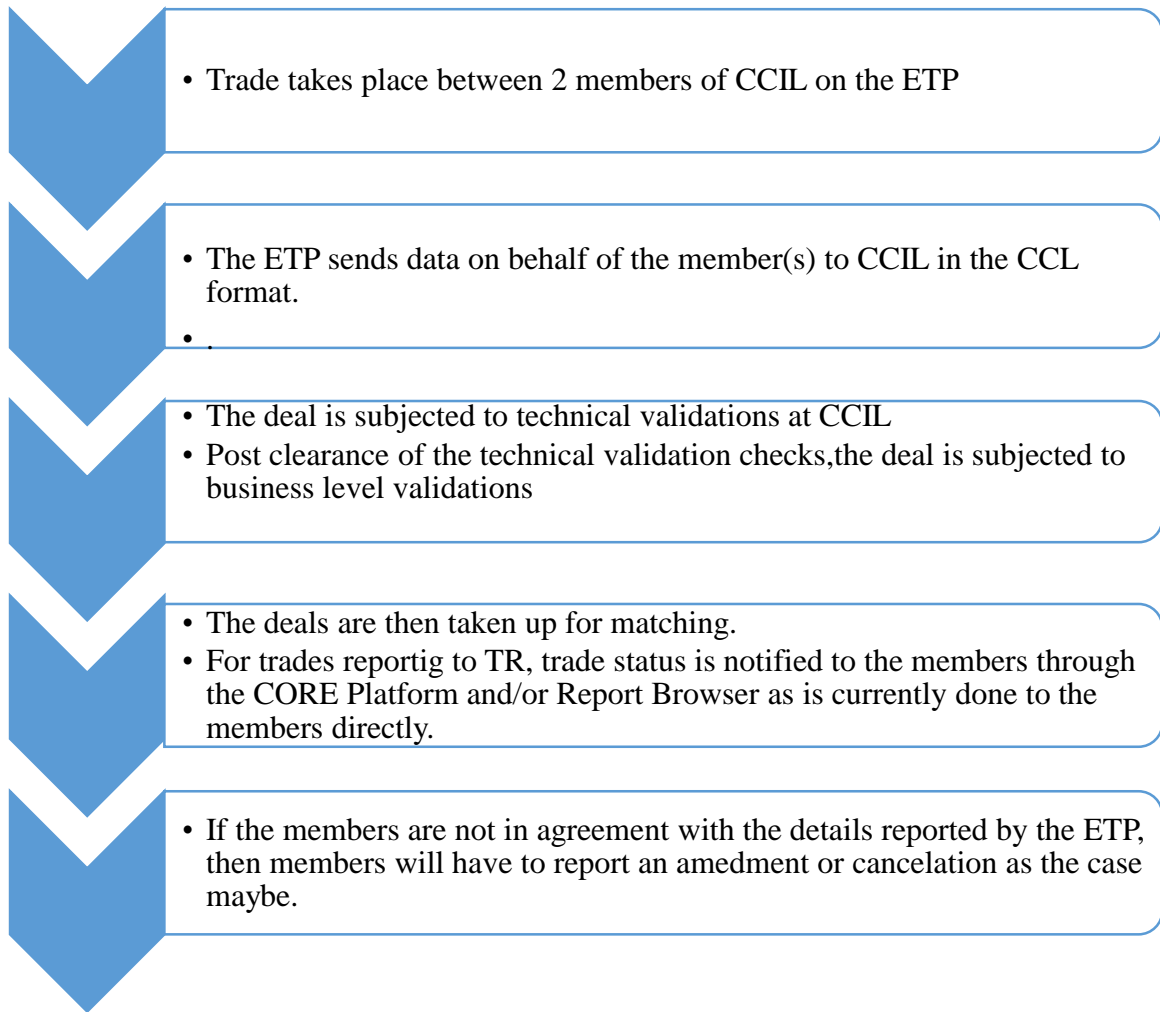 • Trade takes place between 2 members of CCIL on the ETP
• The ETP sends data on behalf of the member(s) to CCIL in the CCL
format.
• .
• The deal is subjected to technical validations at CCIL
• Post clearance of the technical validation checks,the deal is subjected to
business level validations
• The deals are then taken up for matching.
• For trades reportig to TR, trade status is notified to the members through
the CORE Platform and/or Report Browser as is currently done to the
members directly.
• If the members are not in agreement with the details reported by the ETP,
then members will have to report an amedment or cancelation as the case
maybe.